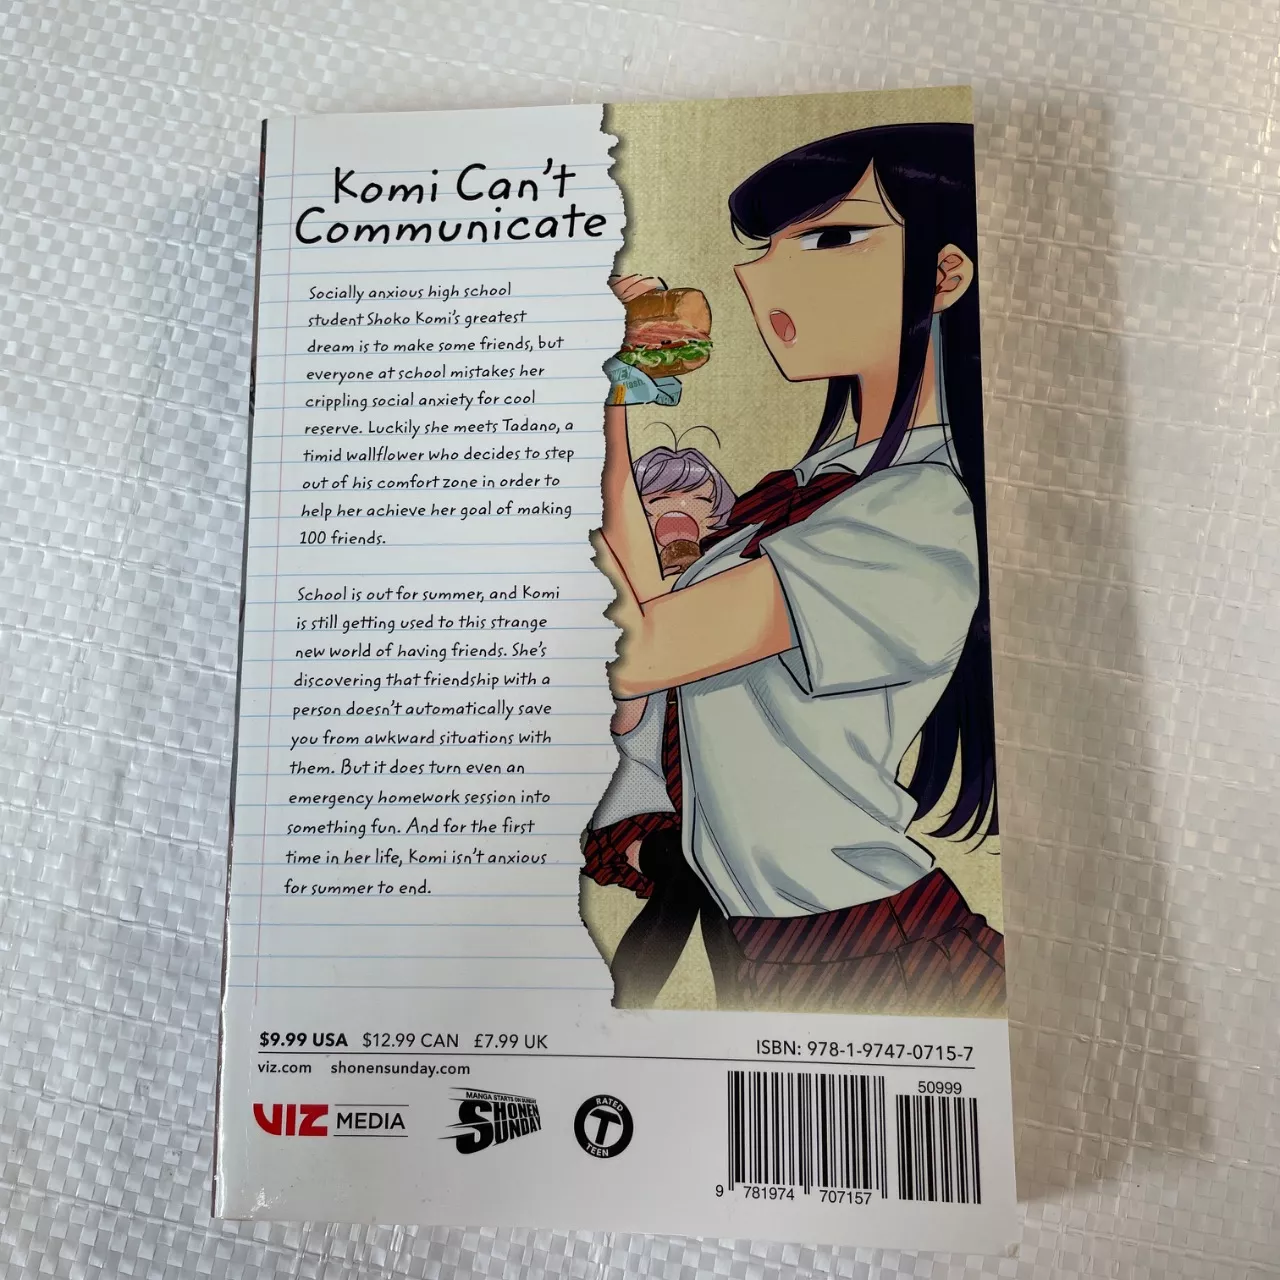 Komi Can't
Communicate
Socially anxious high school
student Shoko Komi's greatest
dream is to make some friends, but
everyone at school mistakes her
crippling social anxiety for cool
reserve. Luckily she meets Tadano, a
timid wallflower who decides to step
out of his comfort zone in order to
help her achieve her goal of making
100 friends.
School is out for summer, and Komi
is still getting used to this strange
new world of having friends. She's
discovering that friendship with a
person doesn't automatically save
you from awkward situations with
them. But it does turn even an
emergency homework session into
something fun. And for the first
time in her life, Komi isn't anxious
for summer to end.
$9.99 USA $12.99 CAN £7.99 UK
viz.com shonensunday.com
VIZ MEDIA
MANGA STARTS ON SUNDAY
SHONEN
SUNDAY
RATED
T
TEEN
ISBN: 978-1-9747-0715-7
50999
9 781974 707157